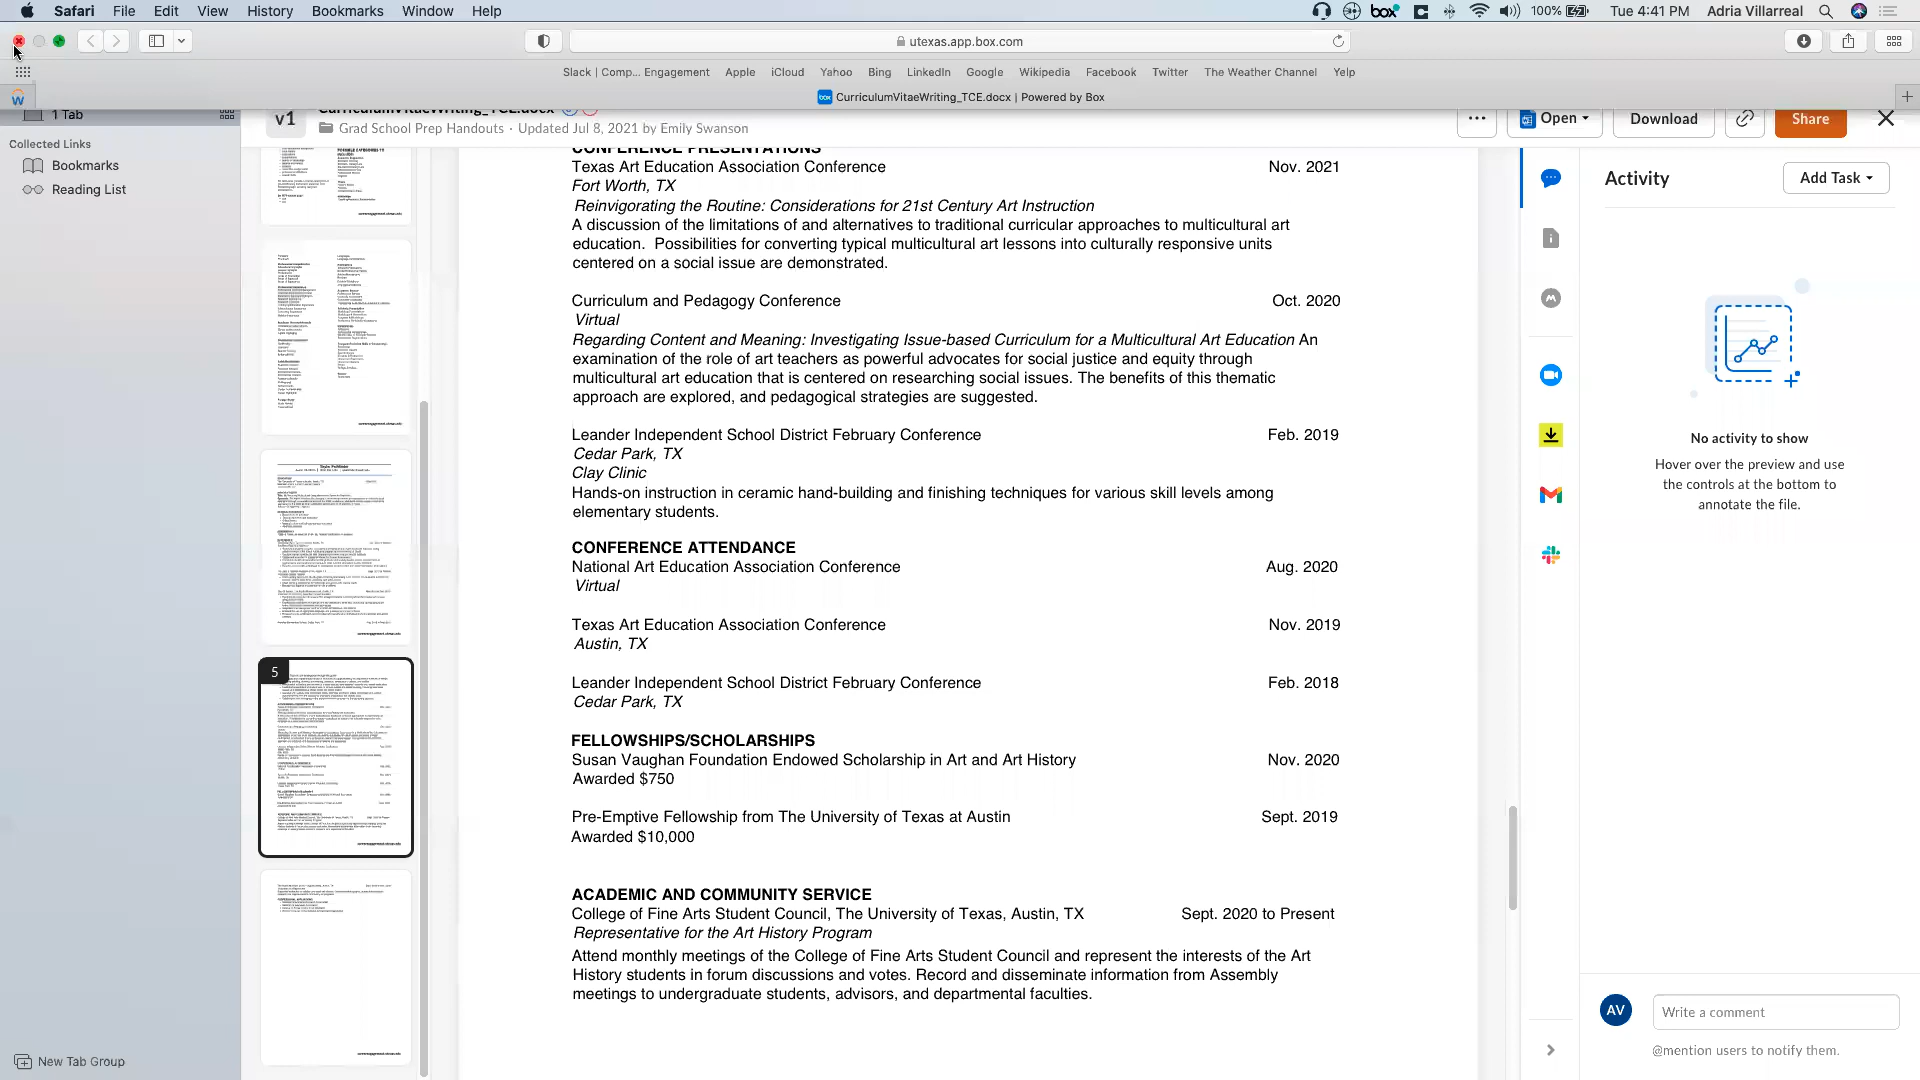 Safari File Edit View History Bookmarks Window Help
box
100%
Tue 4:41 PM Adria Villarreal
utexas.app.box.com
Slack | Comp... Engagement Apple iCloud Yahoo Bing LinkedIn Google Wikipedia Facebook Twitter The Weather Channel Yelp
W
box CurriculumVitaeWriting_TCE.docx | Powered by Box
1 Tab
Collected Links
Bookmarks
Reading List
New Tab Group
v1
CurriculumVitaeWriting_TCE.docx
Grad School Prep Handouts · Updated Jul 8, 2021 by Emily Swanson
Open
Download
Share
5
CONFERENCE PRESENTATIONS
Texas Art Education Association Conference Nov. 2021
Fort Worth, TX
Reinvigorating the Routine: Considerations for 21st Century Art Instruction
A discussion of the limitations of and alternatives to traditional curricular approaches to multicultural art
education. Possibilities for converting typical multicultural art lessons into culturally responsive units
centered on a social issue are demonstrated.
Curriculum and Pedagogy Conference Oct. 2020
Virtual
Regarding Content and Meaning: Investigating Issue-based Curriculum for a Multicultural Art Education An
examination of the role of art teachers as powerful advocates for social justice and equity through
multicultural art education that is centered on researching social issues. The benefits of this thematic
approach are explored, and pedagogical strategies are suggested.
Leander Independent School District February Conference Feb. 2019
Cedar Park, TX
Clay Clinic
Hands-on instruction in ceramic hand-building and finishing techniques for various skill levels among
elementary students.
CONFERENCE ATTENDANCE
National Art Education Association Conference Aug. 2020
Virtual
Texas Art Education Association Conference Nov. 2019
Austin, TX
Leander Independent School District February Conference Feb. 2018
Cedar Park, TX
FELLOWSHIPS/SCHOLARSHIPS
Susan Vaughan Foundation Endowed Scholarship in Art and Art History Nov. 2020
Awarded $750
Pre-Emptive Fellowship from The University of Texas at Austin Sept. 2019
Awarded $10,000
ACADEMIC AND COMMUNITY SERVICE
College of Fine Arts Student Council, The University of Texas, Austin, TX Sept. 2020 to Present
Representative for the Art History Program
Attend monthly meetings of the College of Fine Arts Student Council and represent the interests of the Art
History students in forum discussions and votes. Record and disseminate information from Assembly
meetings to undergraduate students, advisors, and departmental faculties.
Activity
Add Task
No activity to show
Hover over the preview and use
the controls at the bottom to
annotate the file.
AV
Write a comment
@mention users to notify them.